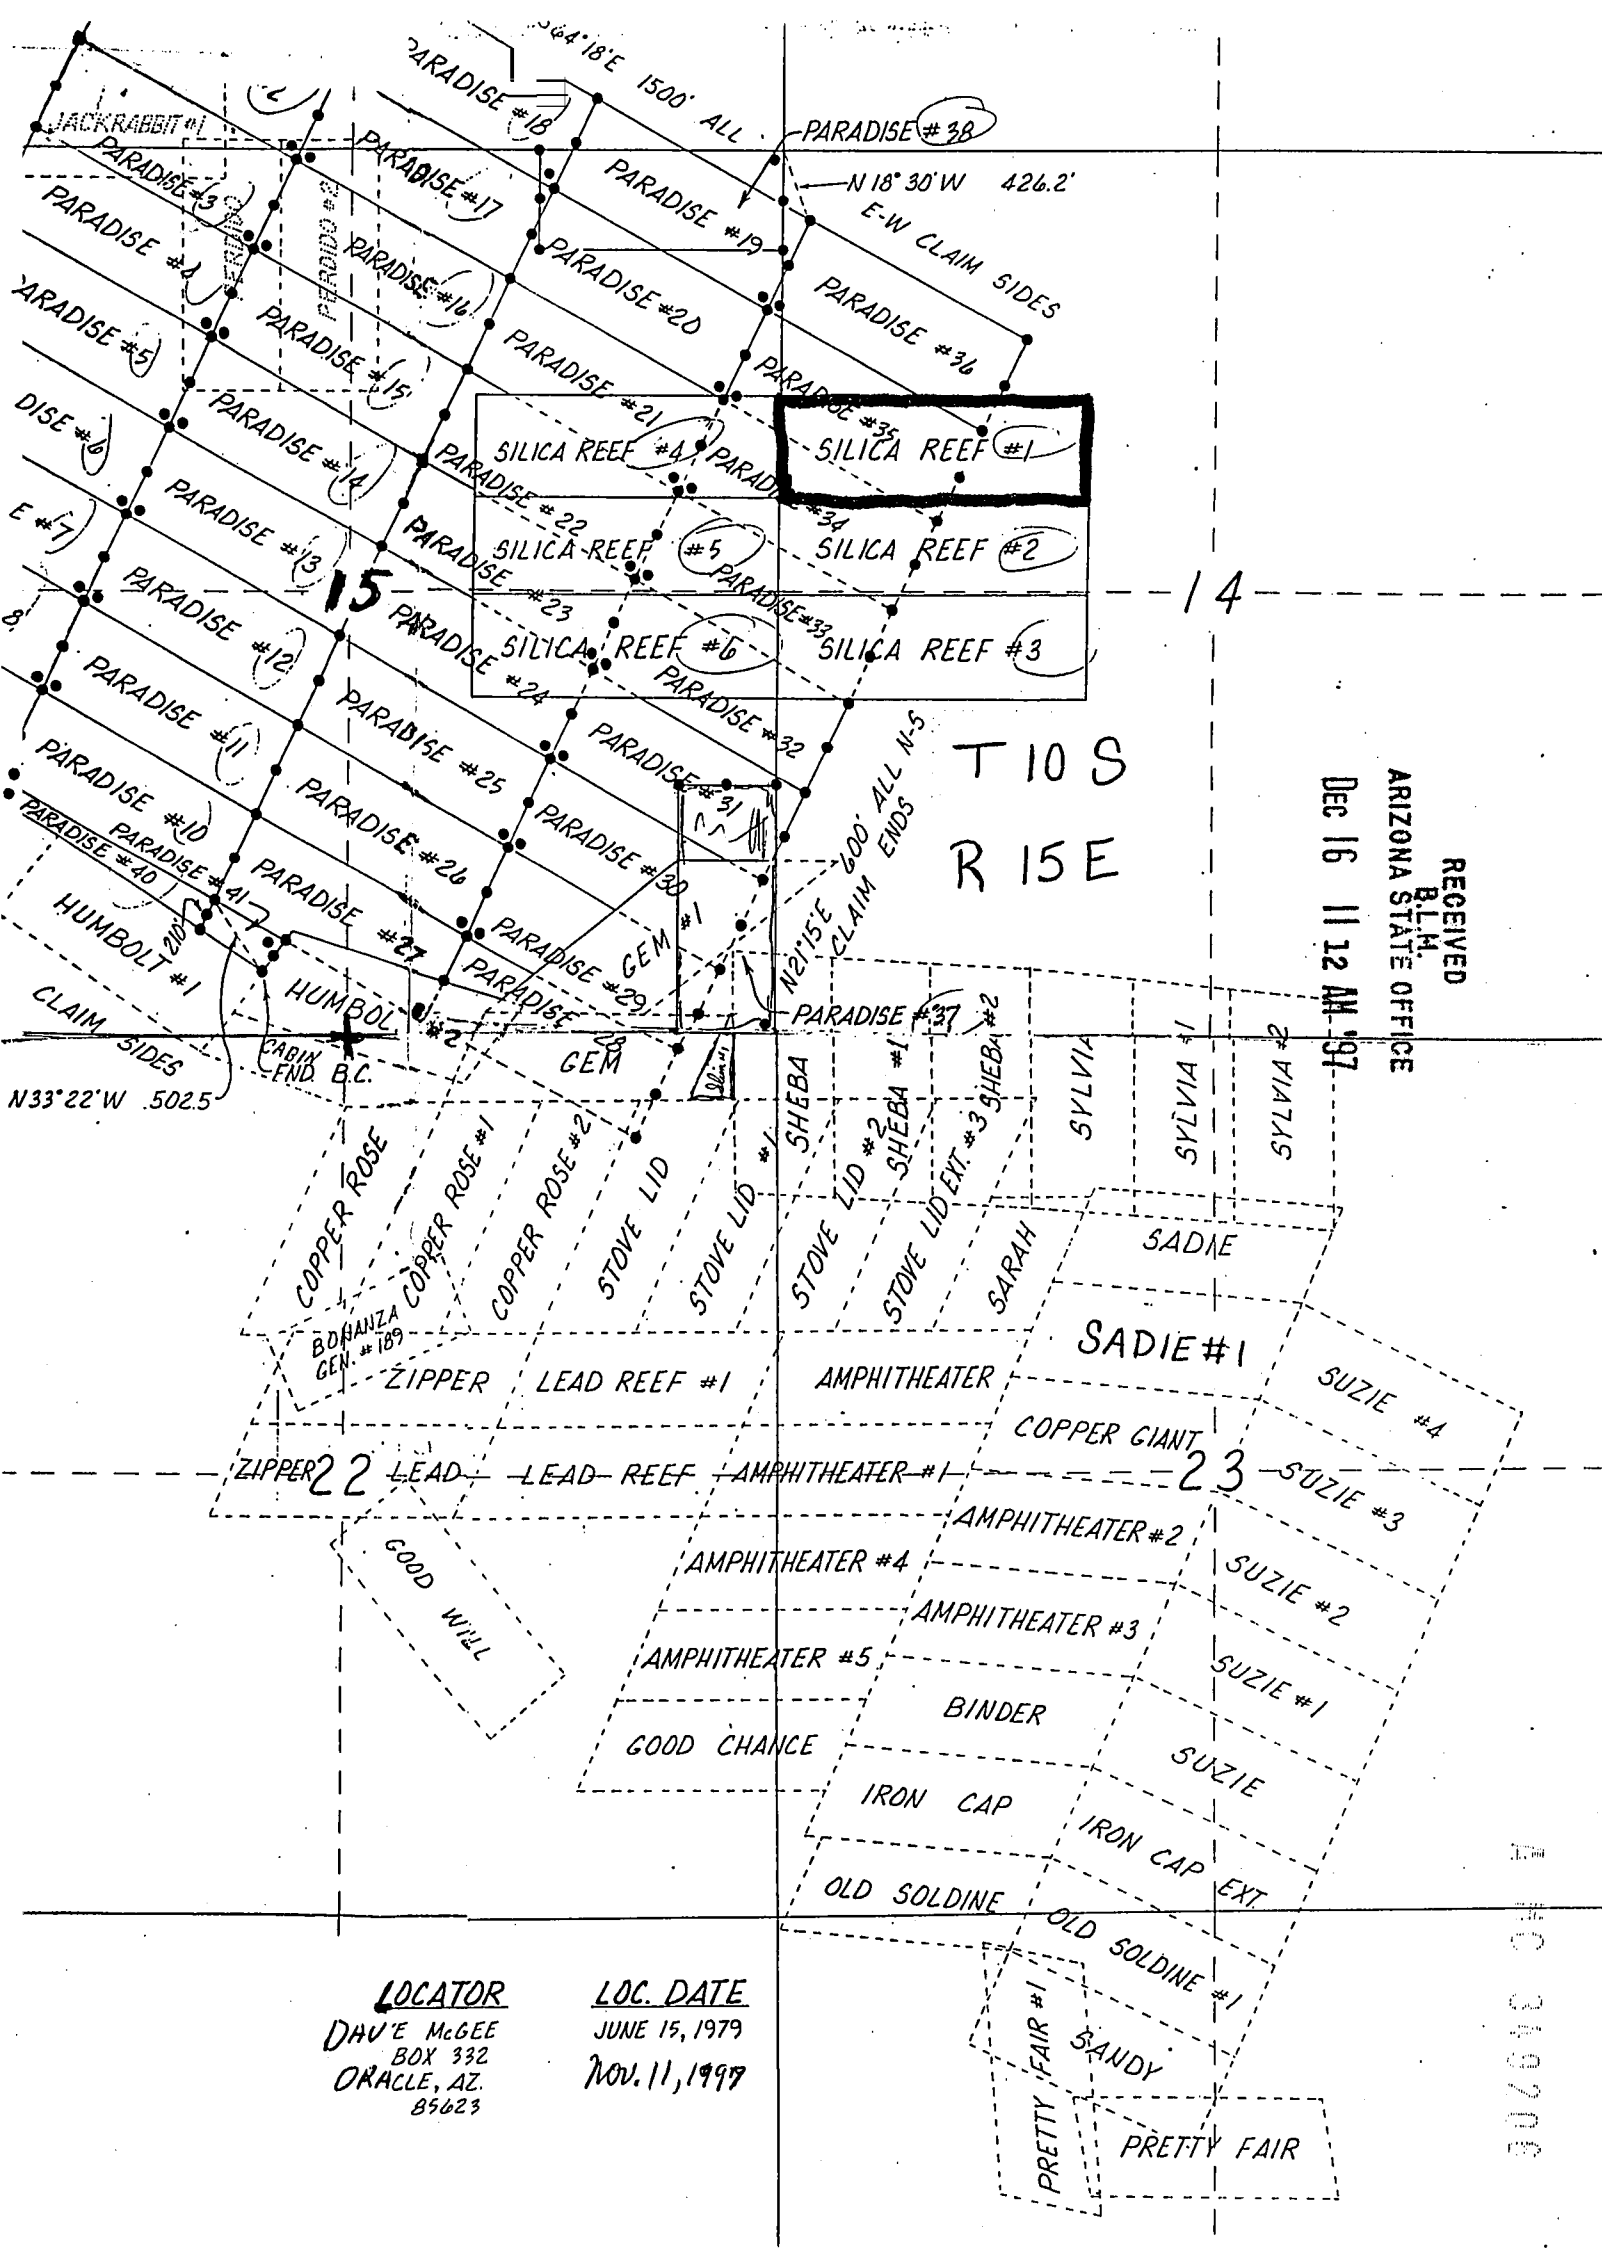 64°18'E 1500' ALL
PARADISE #18
PARADISE #38
JACKRABBIT #1
PARADISE #17
N 18° 30' W 426.2'
PARADISE #3
PERDIDO #2
PARADISE #19
E-W CLAIM SIDES
PARADISE #4
PARADISE #16
PARADISE #20
PARADISE #36
ARADISE #5
PARADISE #15
PARADISE #21
PARADISE #35
DISE #6
PARADISE #14
SILICA REEF #4
SILICA REEF #1
PARADISE #22
PARADISE #34
E #7
PARADISE #13
SILICA REEF #5
SILICA REEF #2
15
PARADISE #23
PARADISE #33
14
8
PARADISE #12
PARADISE #24
SILICA REEF #6
SILICA REEF #3
PARADISE #11
PARADISE #25
PARADISE #32
T 10 S
R 15 E
PARADISE #10
PARADISE #26
PARADISE #31
600' ALL N-S
CLAIM ENDS
N21°15'E
PARADISE #40
PARADISE #41
PARADISE #27
PARADISE #30
HUMBOLT #1
210'
PARADISE #29
GEM #1
CLAIM SIDES
HUMBOL #2
PARADISE 28
PARADISE #37
CABIN
END. B.C.
N33°22'W 502.5
GEM
SHEBA
SHEBA #1
SHEBA #2
SYLVIA
SYLVIA #1
SYLVIA #2
RECEIVED
B.L.M.
ARIZONA STATE OFFICE
DEC 16 11 12 AM '97
COPPER ROSE
COPPER ROSE #1
COPPER ROSE #2
STOVE LID
STOVE LID #1
STOVE LID #2
STOVE LID EXT. #3
SARAH
SADIE
BONANZA
GEN. #189
SADIE #1
ZIPPER
LEAD REEF #1
AMPHITHEATER
SUZIE #4
COPPER GIANT
ZIPPER
22
LEAD
LEAD REEF
AMPHITHEATER #1
23
SUZIE #3
GOOD WILL
AMPHITHEATER #2
AMPHITHEATER #4
SUZIE #2
AMPHITHEATER #3
AMPHITHEATER #5
SUZIE #1
BINDER
GOOD CHANCE
SUZIE
IRON CAP
IRON CAP EXT.
OLD SOLDINE
OLD SOLDINE #1
LOCATOR
DAVE McGEE
BOX 332
ORACLE, AZ.
85623
LOC. DATE
JUNE 15, 1979
NOV. 11, 1997
PRETTY FAIR #1
SANDY
PRETTY FAIR